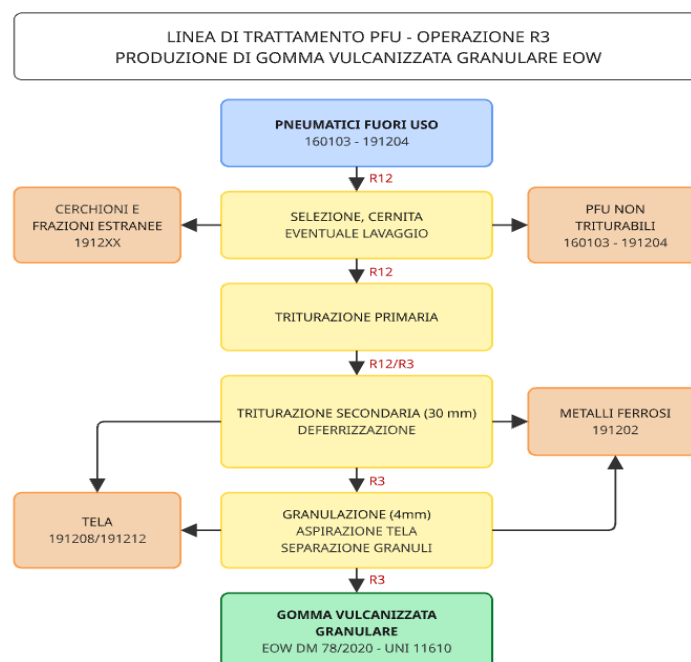 LINEA DI TRATTAMENTO PFU - OPERAZIONE R3
PRODUZIONE DI GOMMA VULCANIZZATA GRANULARE EOW
PNEUMATICI FUORI USO
160103 - 191204
R12
CERCHIONI E
FRAZIONI ESTRANEE
1912XX
SELEZIONE, CERNITA
EVENTUALE LAVAGGIO
PFU NON
TRITURABILI
160103 - 191204
R12
TRITURAZIONE PRIMARIA
R12/R3
TRITURAZIONE SECONDARIA (30 mm)
DEFERRIZZAZIONE
METALLI FERROSI
191202
R3
TELA
191208/191212
GRANULAZIONE (4mm)
ASPIRAZIONE TELA
SEPARAZIONE GRANULI
R3
GOMMA VULCANIZZATA
GRANULARE
EOW DM 78/2020 - UNI 11610